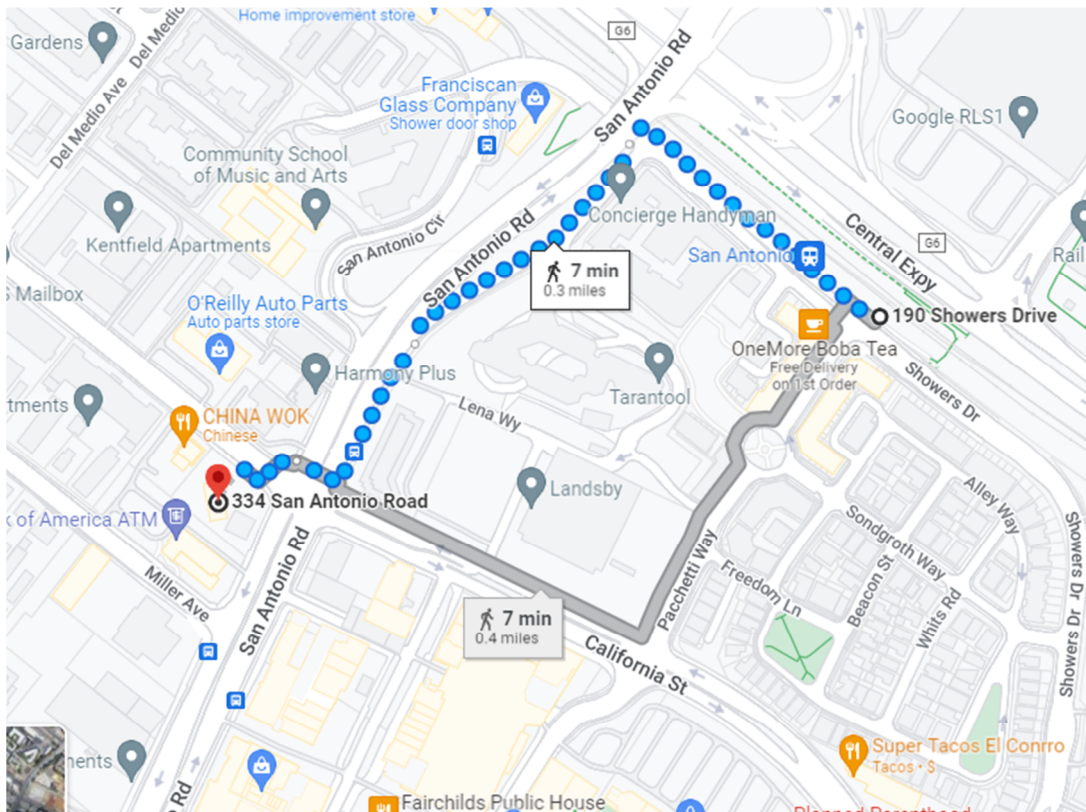 Home improvement store
G6
Gardens
Del Medio Ave
Del Medio
San Antonio Rd
Franciscan
Glass Company
Shower door shop
Google RLS1
Community School
of Music and Arts
Concierge Handyman
Kentfield Apartments
San Antonio Cir
San Antonio Rd
Central Expy
G6
San Antonio
Rail
7 min
0.3 miles
Mailbox
O'Reilly Auto Parts
Auto parts store
190 Showers Drive
OneMore Boba Tea
Free Delivery
on 1st Order
Harmony Plus
Tarantool
Showers Dr
CHINA WOK
Chinese
Lena Wy
Landsby
334 San Antonio Road
of America ATM
Alley Way
Sondgroth Way
Pacchetti Way
San Antonio Rd
Miller Ave
Freedom Ln
Beacon St
Whits Rd
Showers Dr
Showers Dr
7 min
0.4 miles
California St
Super Tacos El Conrro
Tacos • $
Rd
Fairchilds Public House
Planned Parenthood